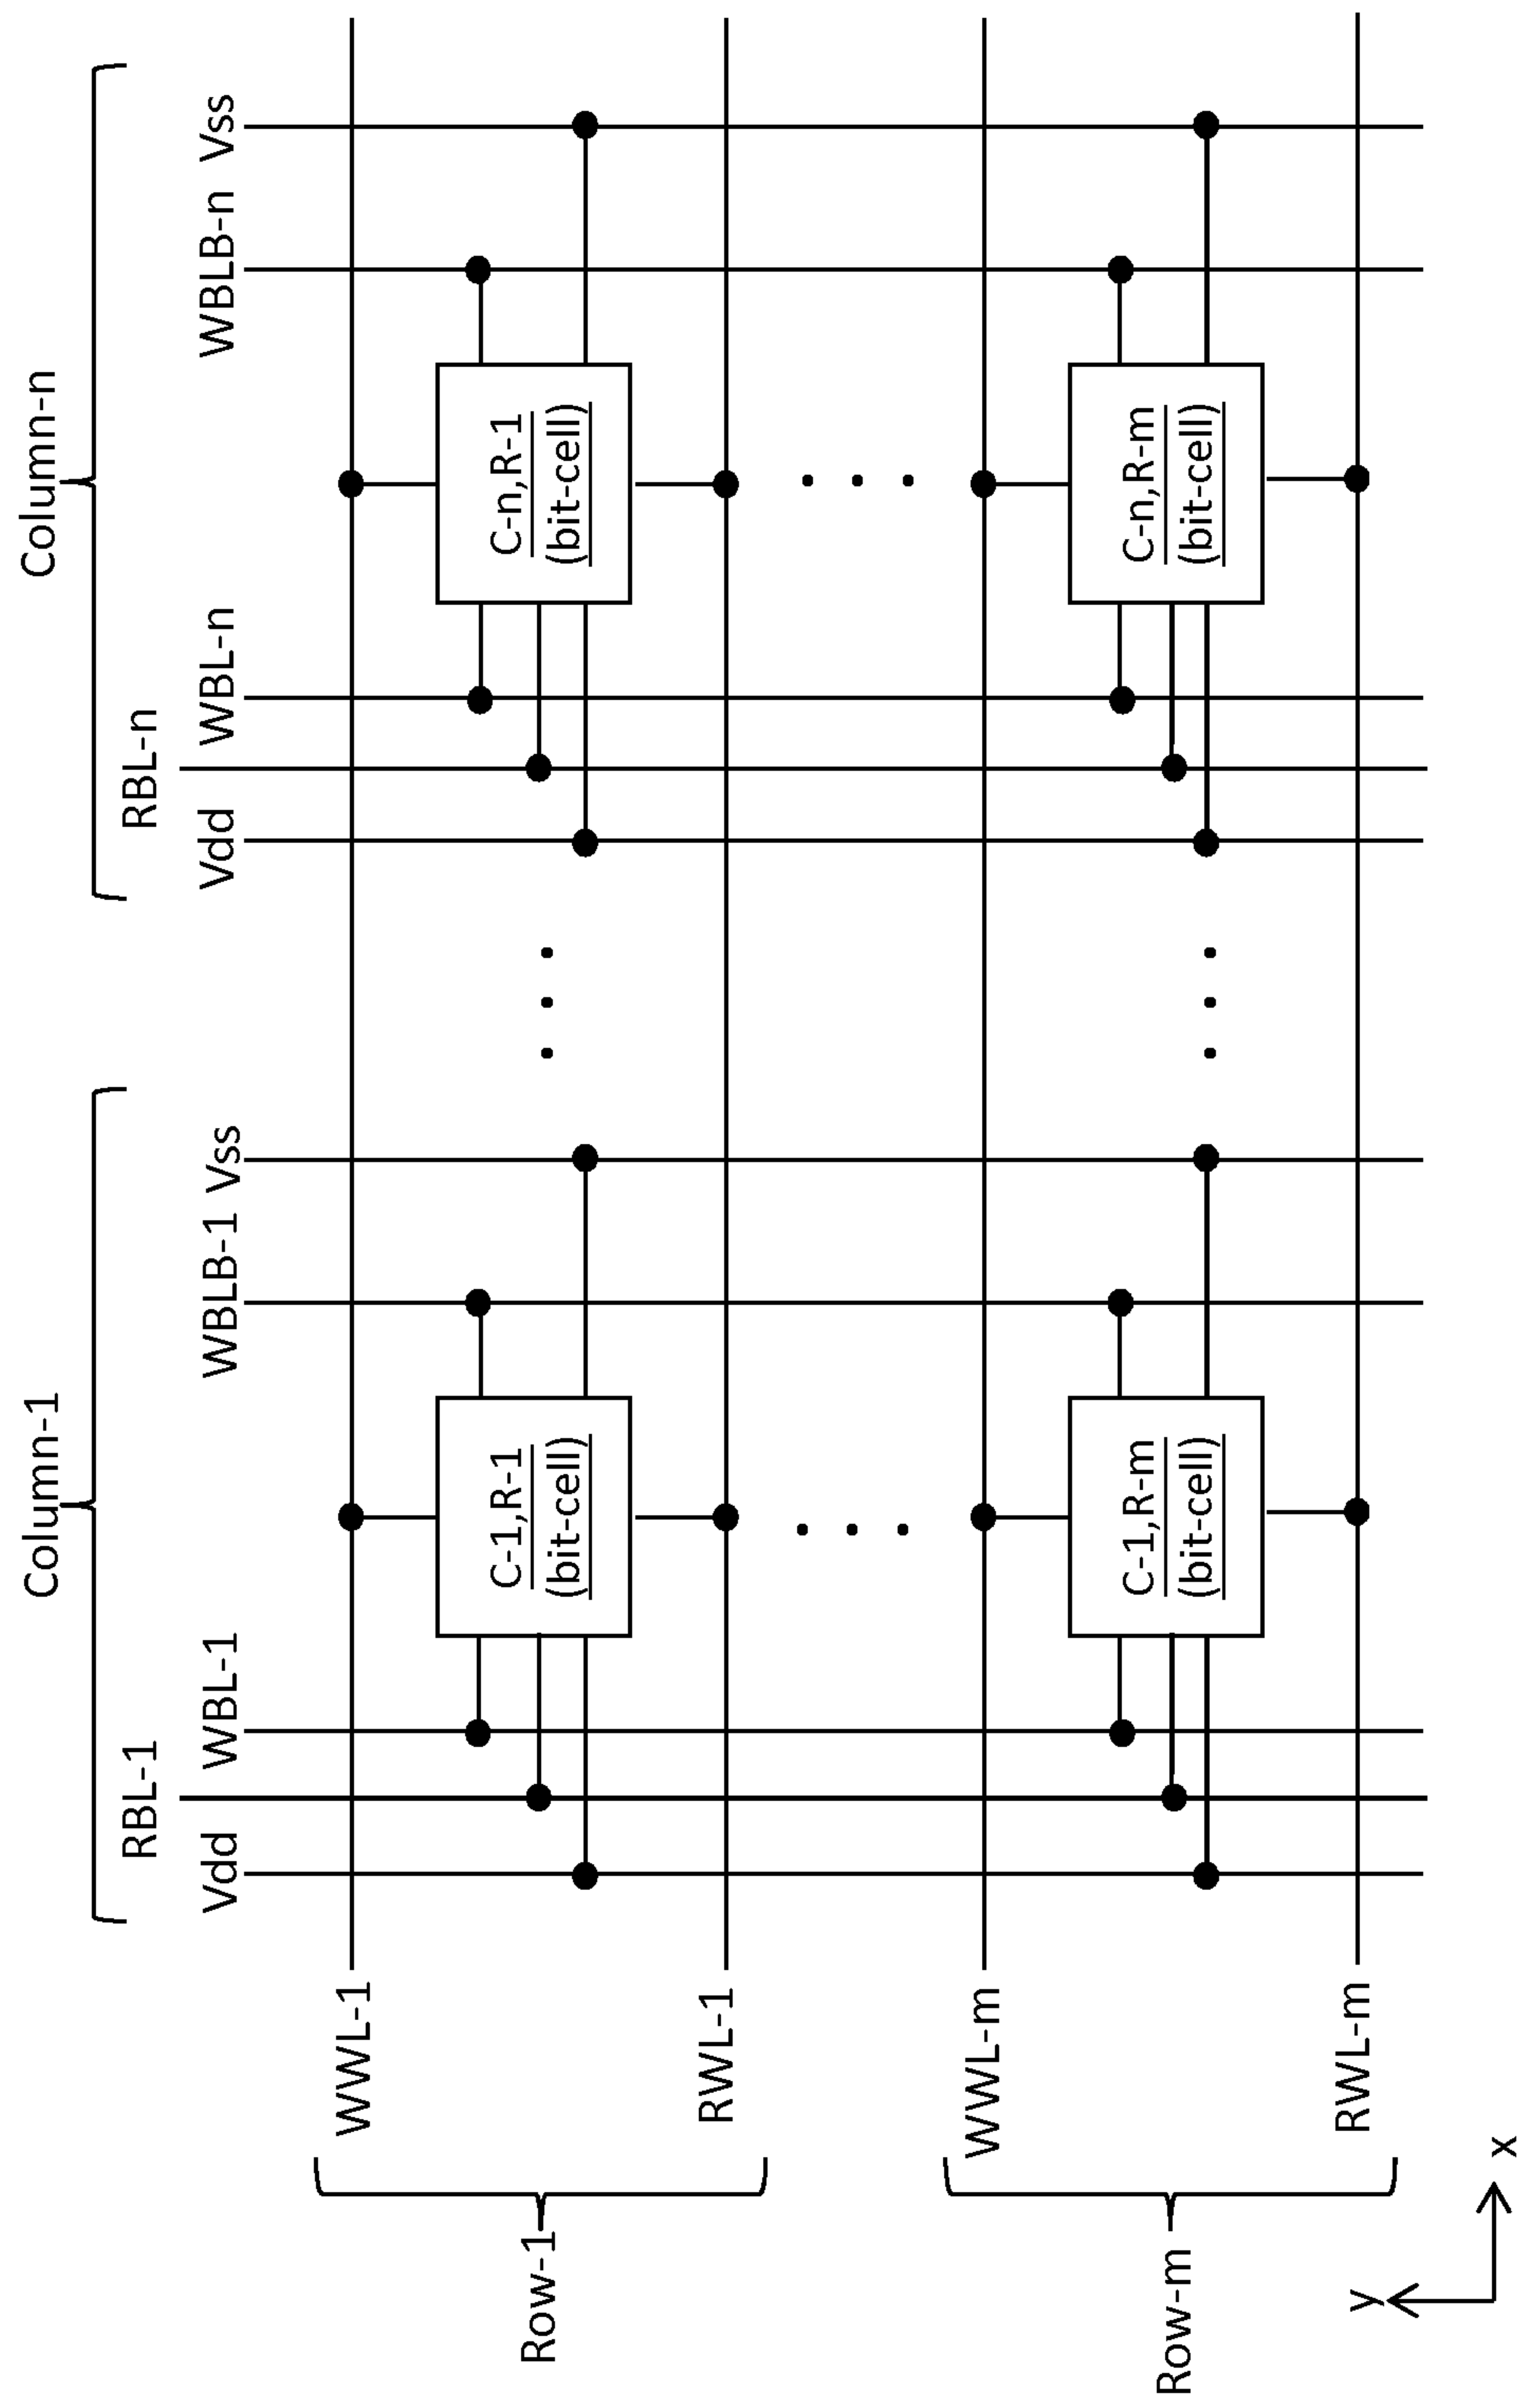 Column-1
Column-n
RBL-1
RBL-n
Vdd
WBL-1
WBLB-1
Vss
Vdd
WBL-n
WBLB-n
Vss
WWL-1
Row-1
C-1,R-1
(bit-cell)
C-n,R-1
(bit-cell)
RWL-1
WWL-m
Row-m
C-1,R-m
(bit-cell)
C-n,R-m
(bit-cell)
RWL-m
y
x